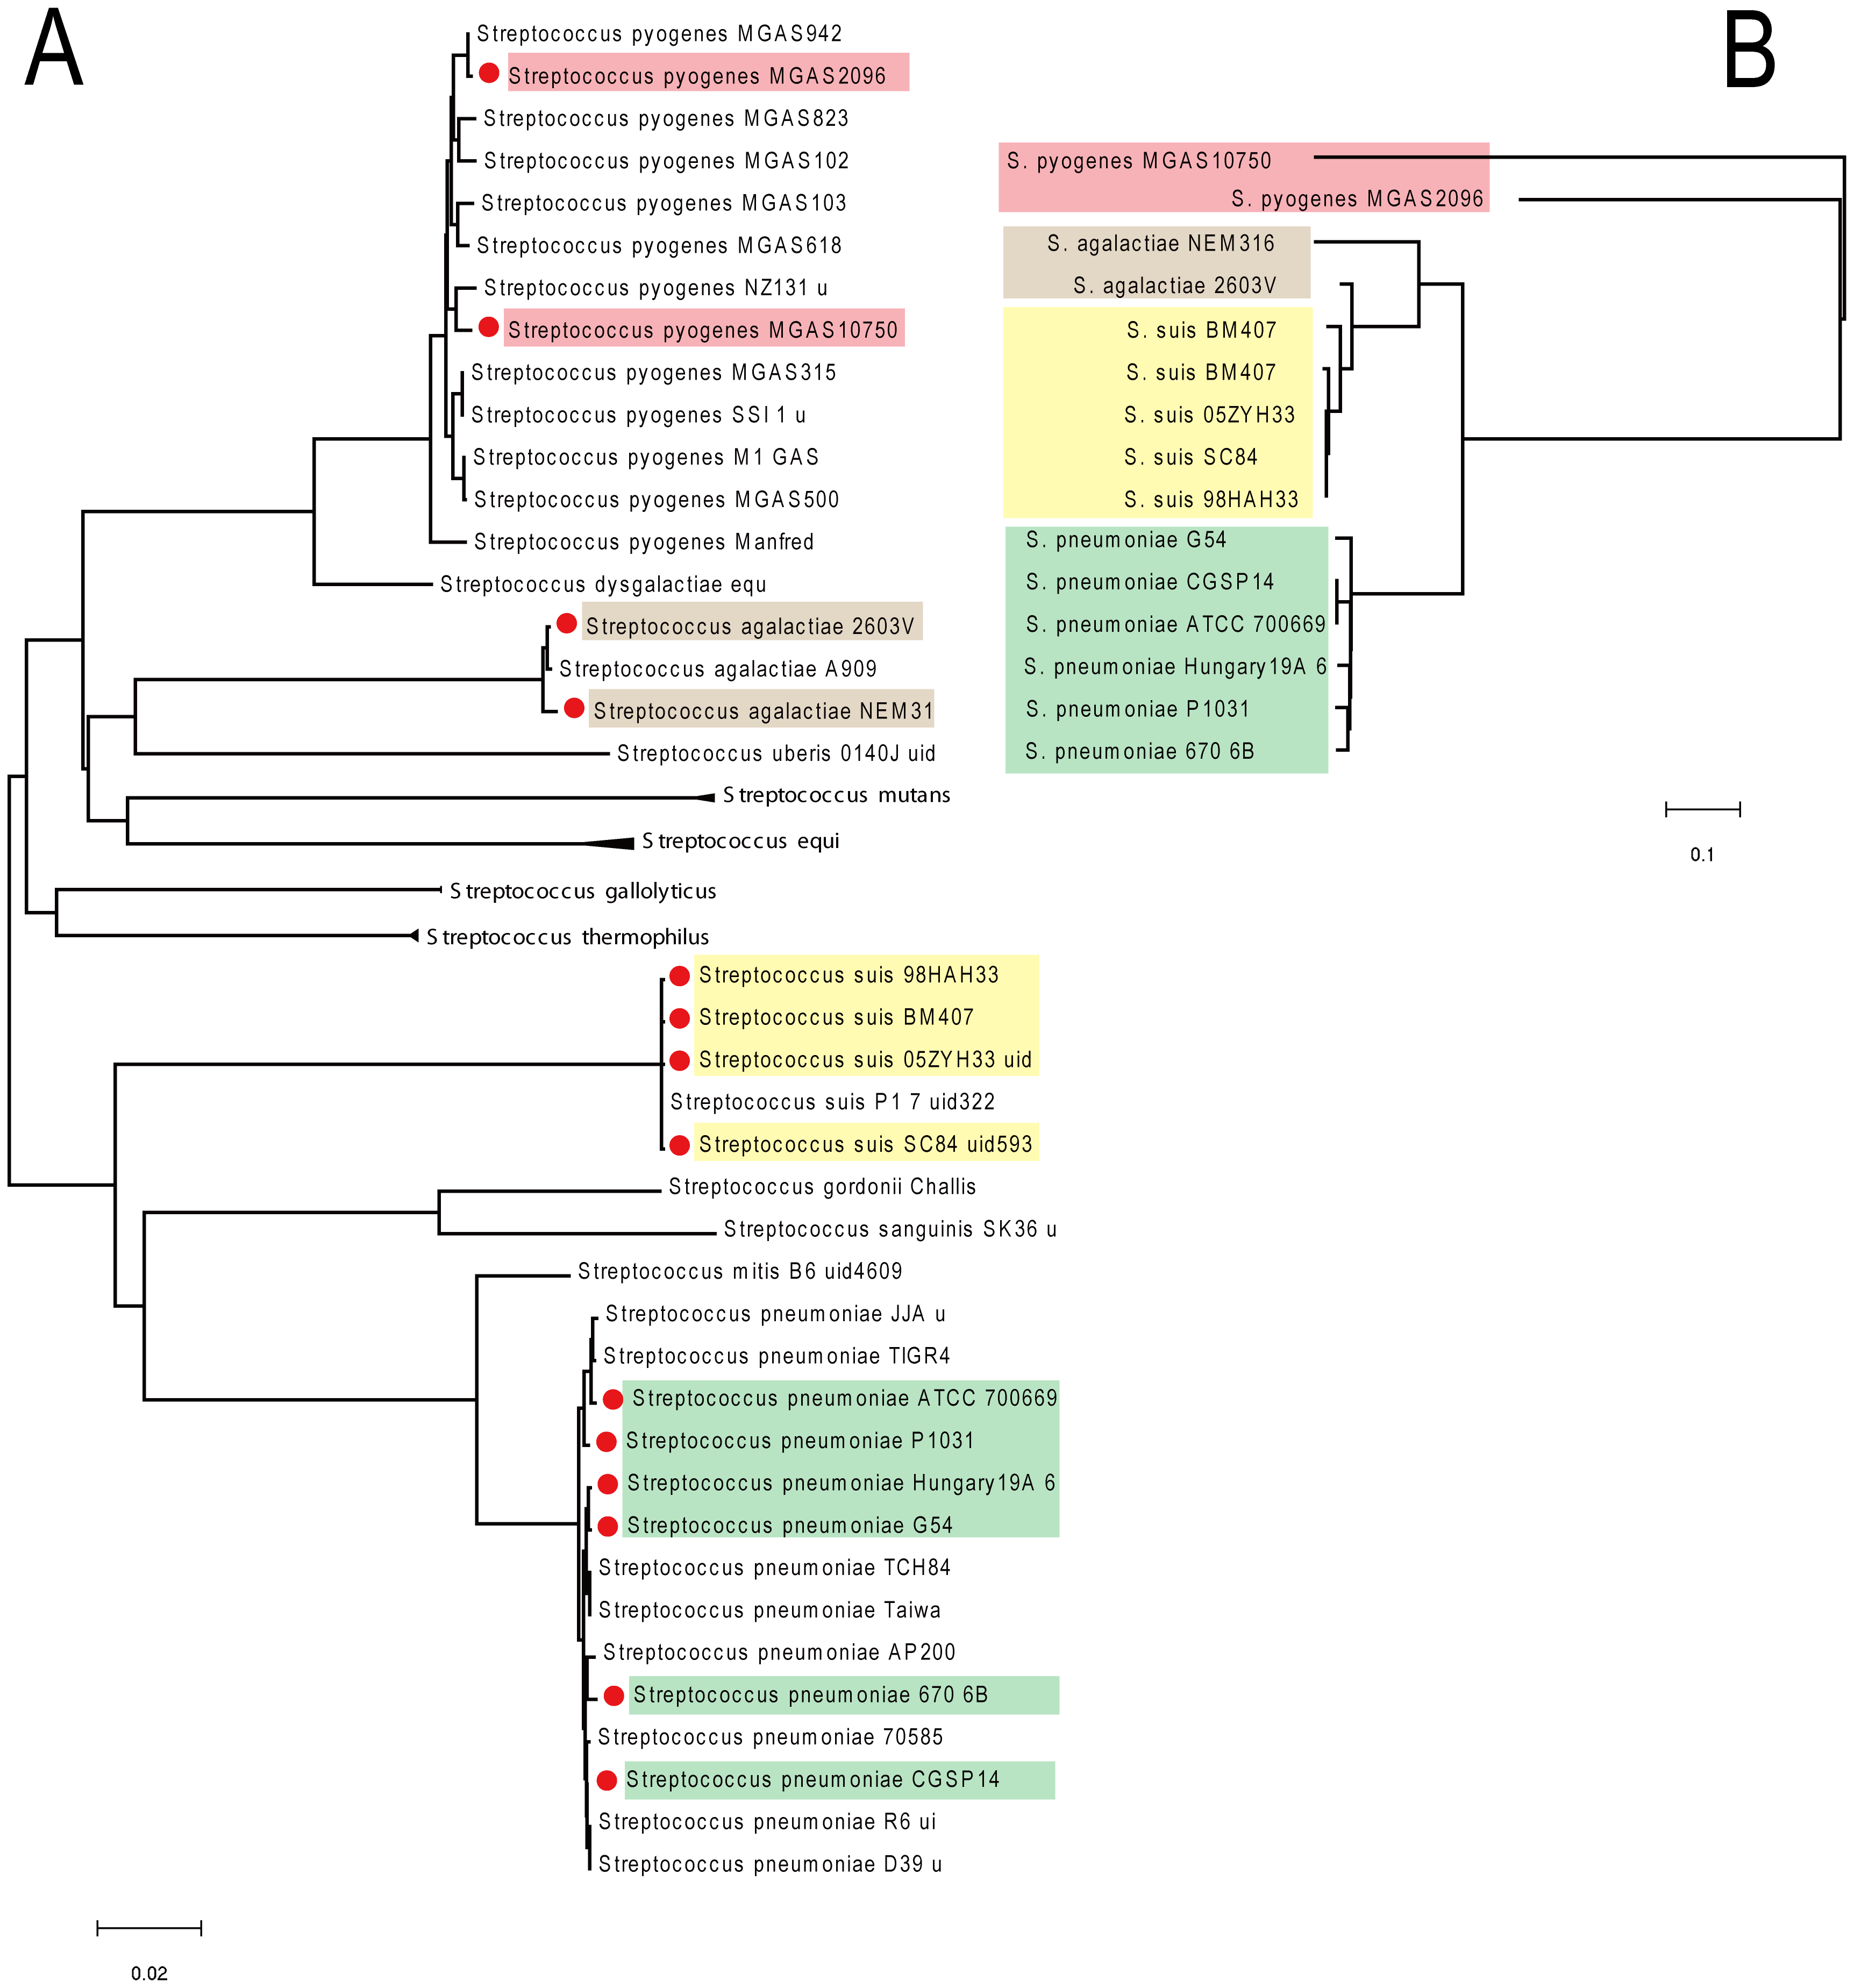 A
Streptococcus pyogenes MGAS942
Streptococcus pyogenes MGAS2096
Streptococcus pyogenes MGAS823
Streptococcus pyogenes MGAS102
Streptococcus pyogenes MGAS103
Streptococcus pyogenes MGAS618
Streptococcus pyogenes NZ131 u
Streptococcus pyogenes MGAS10750
Streptococcus pyogenes MGAS315
Streptococcus pyogenes SSI 1 u
Streptococcus pyogenes M1 GAS
Streptococcus pyogenes MGAS500
Streptococcus pyogenes Manfred
Streptococcus dysgalactiae equ
Streptococcus agalactiae 2603V
Streptococcus agalactiae A909
Streptococcus agalactiae NEM31
Streptococcus uberis 0140J uid
Streptococcus mutans
Streptococcus equi
Streptococcus gallolyticus
Streptococcus thermophilus
Streptococcus suis 98HAH33
Streptococcus suis BM407
Streptococcus suis 05ZYH33 uid
Streptococcus suis P1 7 uid322
Streptococcus suis SC84 uid593
Streptococcus gordonii Challis
Streptococcus sanguinis SK36 u
Streptococcus mitis B6 uid4609
Streptococcus pneumoniae JJA u
Streptococcus pneumoniae TIGR4
Streptococcus pneumoniae ATCC 700669
Streptococcus pneumoniae P1031
Streptococcus pneumoniae Hungary19A 6
Streptococcus pneumoniae G54
Streptococcus pneumoniae TCH84
Streptococcus pneumoniae Taiwa
Streptococcus pneumoniae AP200
Streptococcus pneumoniae 670 6B
Streptococcus pneumoniae 70585
Streptococcus pneumoniae CGSP14
Streptococcus pneumoniae R6 ui
Streptococcus pneumoniae D39 u
0.02
B
S. pyogenes MGAS10750
S. pyogenes MGAS2096
S. agalactiae NEM316
S. agalactiae 2603V
S. suis BM407
S. suis BM407
S. suis 05ZYH33
S. suis SC84
S. suis 98HAH33
S. pneumoniae G54
S. pneumoniae CGSP14
S. pneumoniae ATCC 700669
S. pneumoniae Hungary19A 6
S. pneumoniae P1031
S. pneumoniae 670 6B
0.1